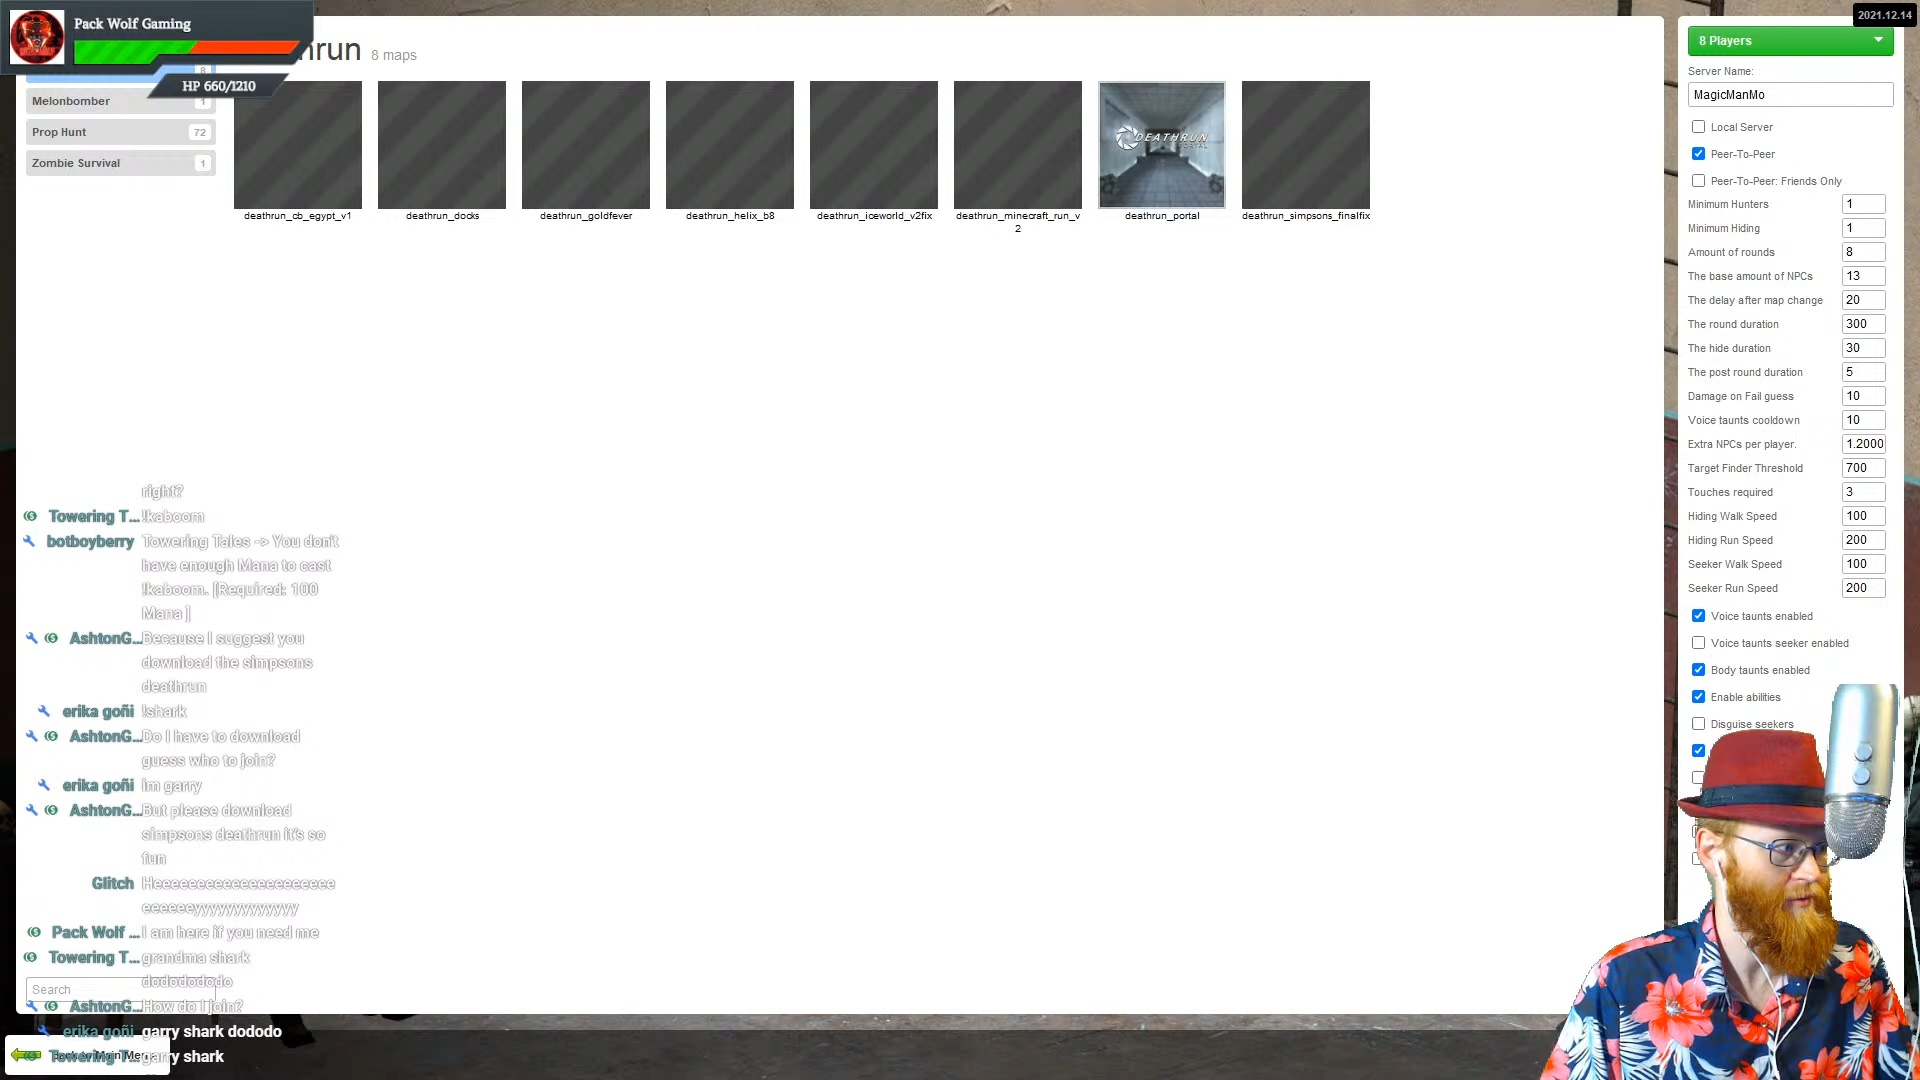 Pack Wolf Gaming
HP 660/1210
hrun 8 maps
8
Melonbomber 1
Prop Hunt 72
Zombie Survival 1
DEATHRUN
PORTAL
deathrun_cb_egypt_v1
deathrun_docks
deathrun_goldfever
deathrun_helix_b8
deathrun_iceworld_v2fix
deathrun_minecraft_run_v
2
deathrun_portal
deathrun_simpsons_finalfix
right?
Towering T... !kaboom
botboyberry Towering Tales -> You don't
have enough Mana to cast
!kaboom. [Required: 100
Mana ]
AshtonG... Because I suggest you
download the simpsons
deathrun
erika goñi !shark
AshtonG... Do I have to download
guess who to join?
erika goñi Im garry
AshtonG... But please download
simpsons deathrun it's so
fun
Glitch Heeeeeeeeeeeeeeeeeeeeee
eeeeeeyyyyyyyyyyyyy
Pack Wolf ... I am here if you need me
Towering T... grandma shark
dodododododo
Search
AshtonG... How do I join?
erika goñi garry shark dododo
Towering T... garry shark
2021.12.14
8 Players
Server Name:
MagicManMo
Local Server
Peer-To-Peer
Peer-To-Peer: Friends Only
Minimum Hunters 1
Minimum Hiding 1
Amount of rounds 8
The base amount of NPCs 13
The delay after map change 20
The round duration 300
The hide duration 30
The post round duration 5
Damage on Fail guess 10
Voice taunts cooldown 10
Extra NPCs per player. 1.2000
Target Finder Threshold 700
Touches required 3
Hiding Walk Speed 100
Hiding Run Speed 200
Seeker Walk Speed 100
Seeker Run Speed 200
Voice taunts enabled
Voice taunts seeker enabled
Body taunts enabled
Enable abilities
Disguise seekers